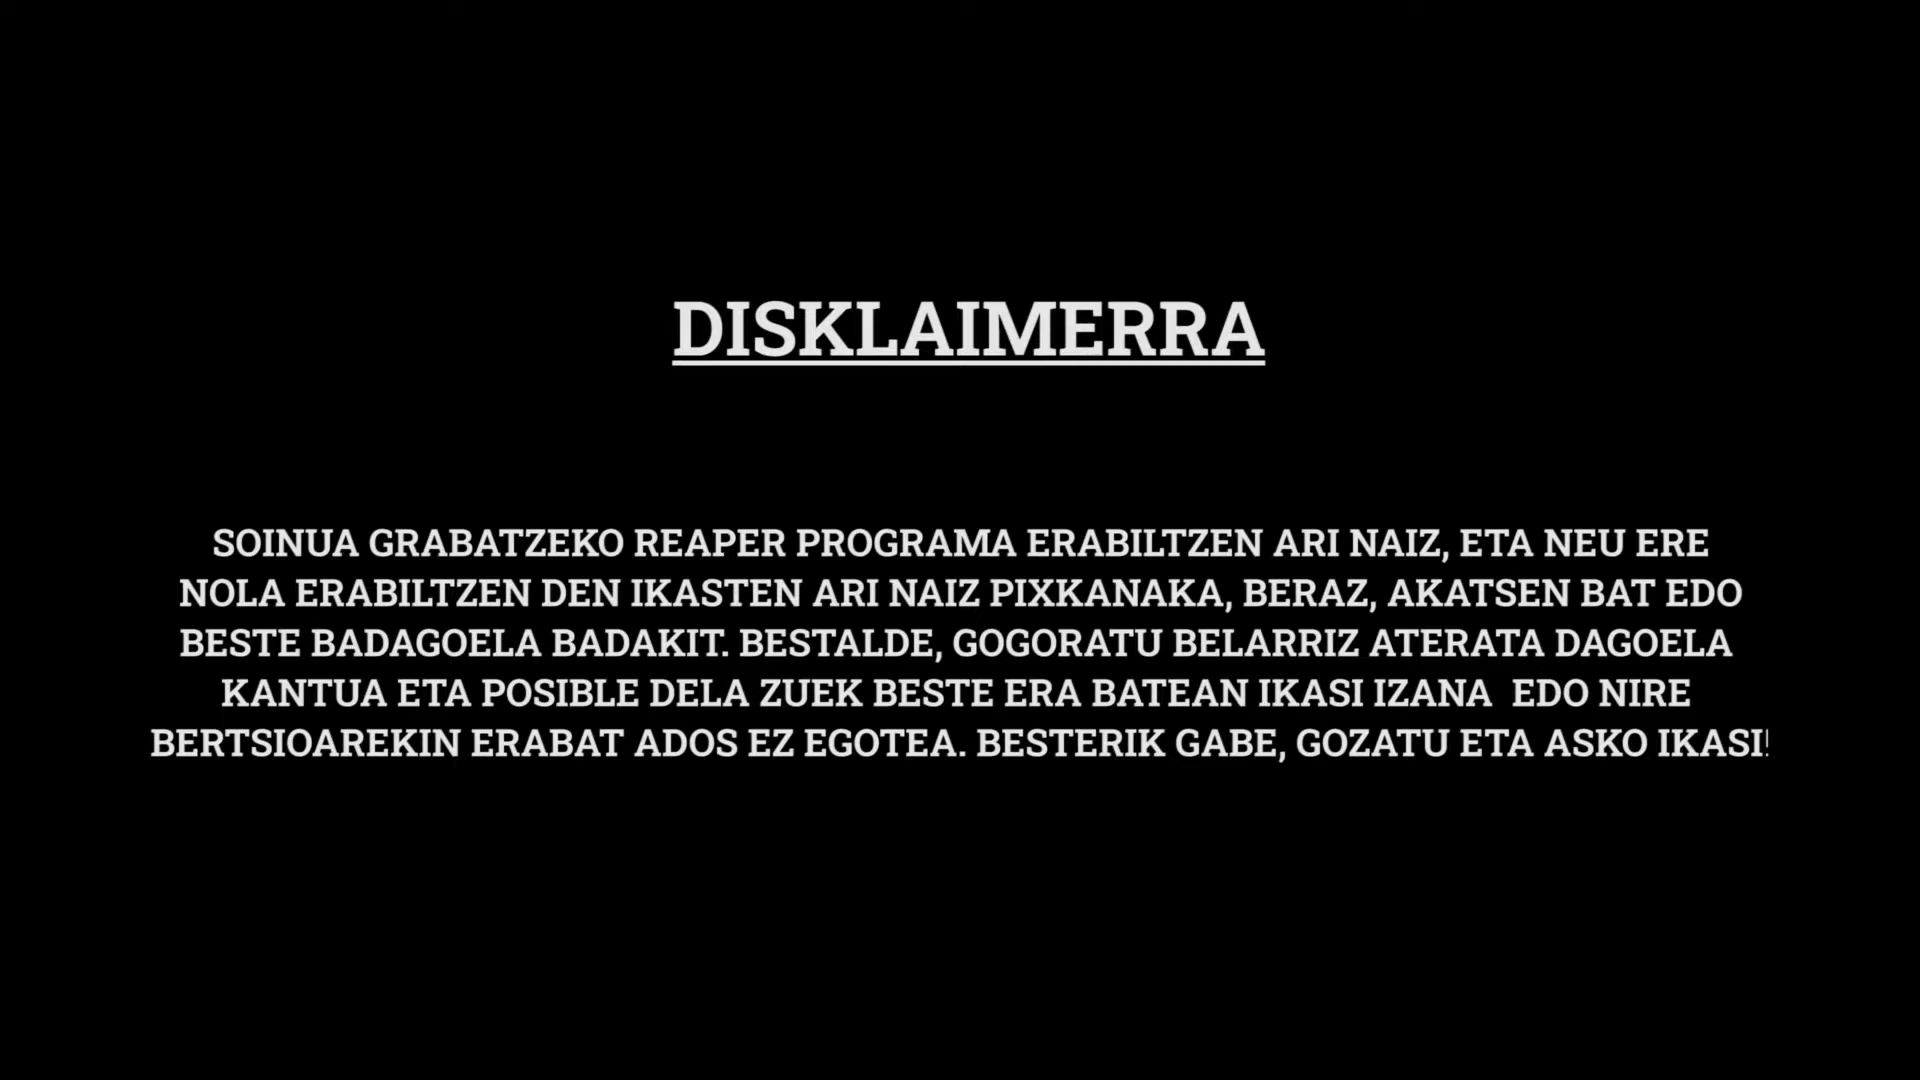 DISKLAIMERRA
SOINUA GRABATZEKO REAPER PROGRAMA ERABILTZEN ARI NAIZ, ETA NEU ERE
NOLA ERABILTZEN DEN IKASTEN ARI NAIZ PIXKANAKA, BERAZ, AKATSEN BAT EDO
BESTE BADAGOELA BADAKIT. BESTALDE, GOGORATU BELARRIZ ATERATA DAGOELA
KANTUA ETA POSIBLE DELA ZUEK BESTE ERA BATEAN IKASI IZANA  EDO NIRE
BERTSIOAREKIN ERABAT ADOS EZ EGOTEA. BESTERIK GABE, GOZATU ETA ASKO IKASI!